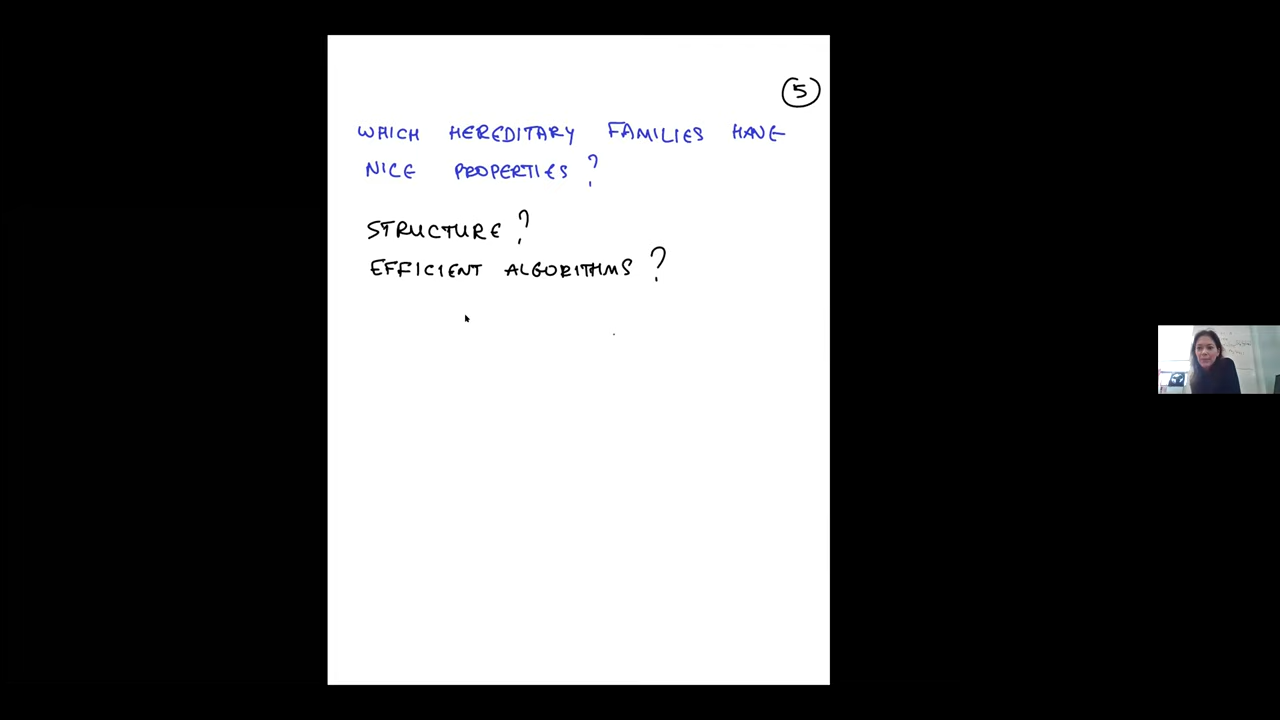 5
WHICH HEREDITARY FAMILIES HAVE
NICE PROPERTIES?
STRUCTURE?
EFFICIENT ALGORITHMS?